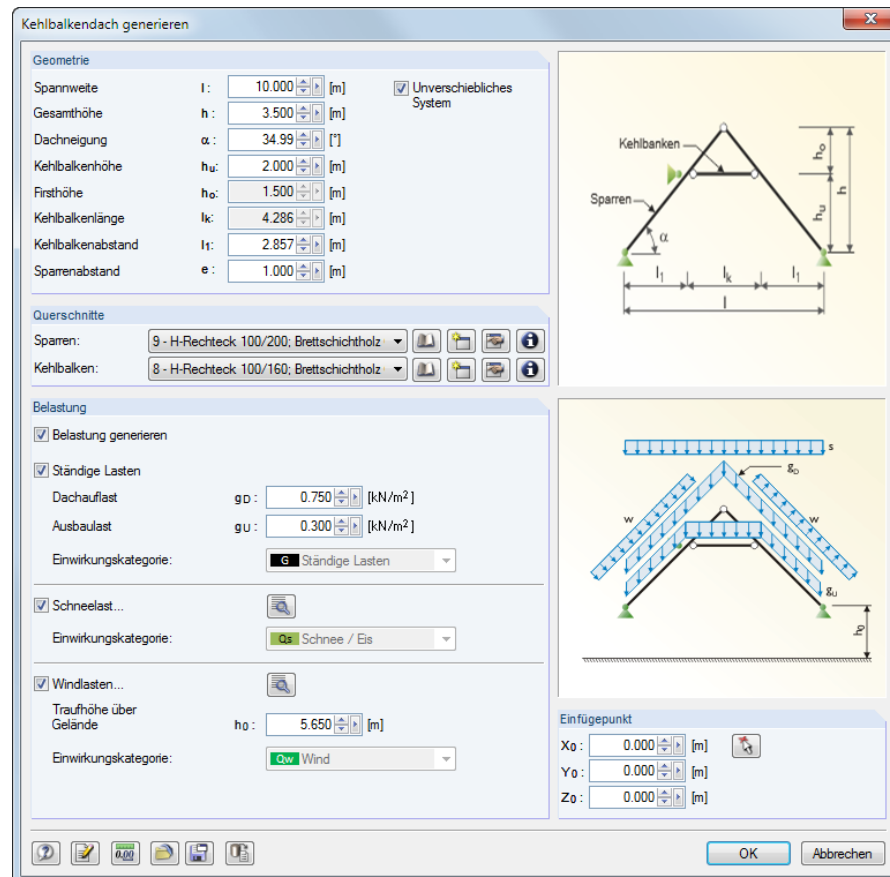 Kehlbalkendach generieren
Geometrie
Spannweite l : 10.000 [m]
Unverschiebliches
System
Gesamthöhe h : 3.500 [m]
Dachneigung α : 34.99 [°]
Kehlbalkenhöhe hu: 2.000 [m]
Firsthöhe ho: 1.500 [m]
Kehlbalkenlänge lk: 4.286 [m]
Kehlbalkenabstand l1: 2.857 [m]
Sparrenabstand e : 1.000 [m]
Kehlbanken
Sparren
α
ho
hu
h
l1 lk l1
l
Querschnitte
Sparren: 9 - H-Rechteck 100/200; Brettschichtholz
Kehlbalken: 8 - H-Rechteck 100/160; Brettschichtholz
Belastung
Belastung generieren
Ständige Lasten
Dachauflast gD : 0.750 [kN/m²]
Ausbaulast gU : 0.300 [kN/m²]
Einwirkungskategorie: G Ständige Lasten
Schneelast...
Einwirkungskategorie: Qs Schnee / Eis
Windlasten...
Traufhöhe über
Gelände h0 : 5.650 [m]
Einwirkungskategorie: Qw Wind
s
gD
w w
gU
h0
Einfügepunkt
X0 : 0.000 [m]
Y0 : 0.000 [m]
Z0 : 0.000 [m]
0.00
OK Abbrechen